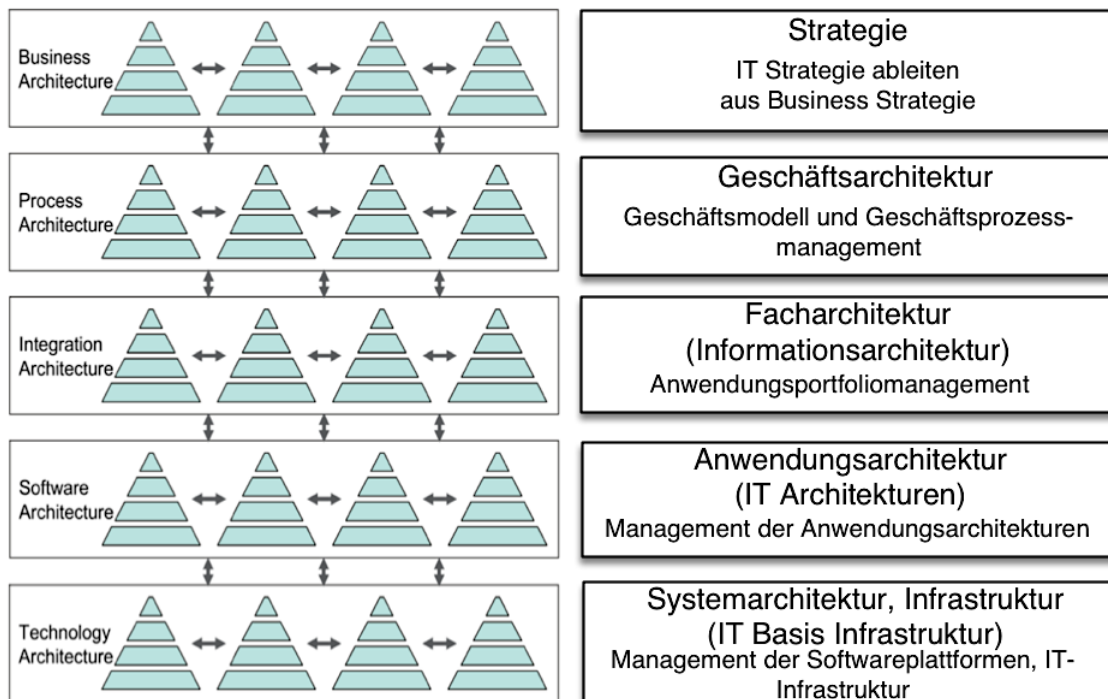 Business
Architecture
Strategie
IT Strategie ableiten
aus Business Strategie
Process
Architecture
Geschäftsarchitektur
Geschäftsmodell und Geschäftsprozess-
management
Integration
Architecture
Facharchitektur
(Informationsarchitektur)
Anwendungsportfoliomanagement
Software
Architecture
Anwendungsarchitektur
(IT Architekturen)
Management der Anwendungsarchitekturen
Technology
Architecture
Systemarchitektur, Infrastruktur
(IT Basis Infrastruktur)
Management der Softwareplattformen, IT-
Infrastruktur